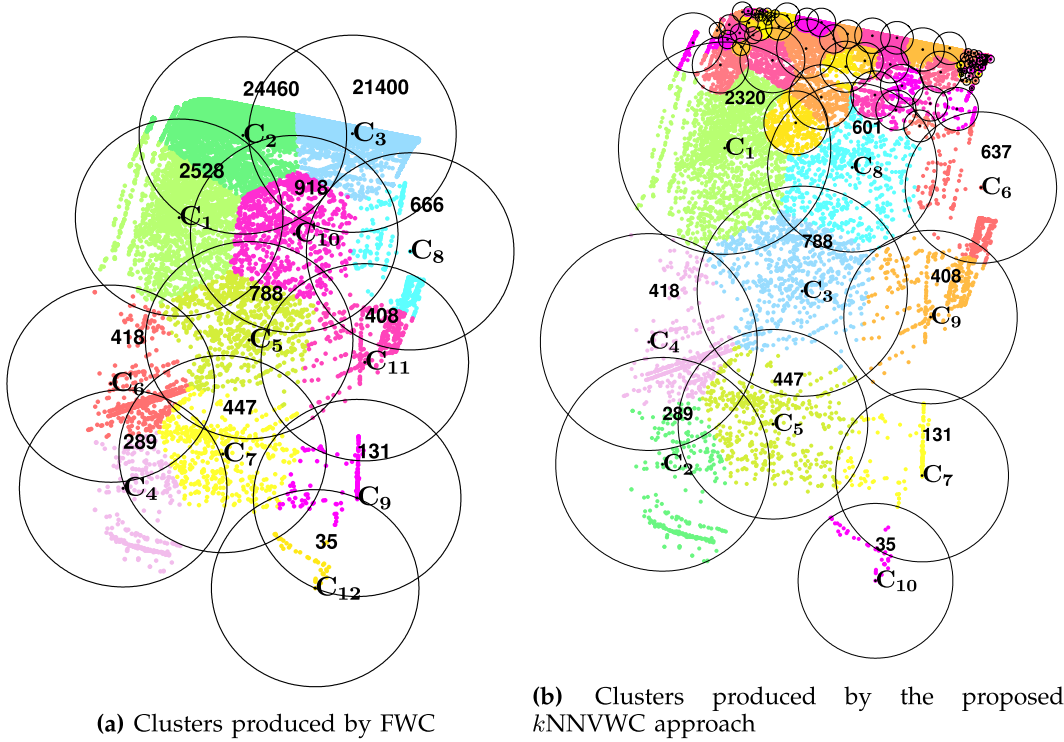 24460
21400
C2
C3
2528
918
666
C1
C10
C8
788
408
C5
C11
418
C6
447
289
C7
131
C4
C9
35
C12
(a) Clusters produced by FWC
2320
601
C1
C8
637
C6
788
418
408
C3
C9
C4
447
289
C5
131
C2
C7
35
C10
(b) Clusters produced by the proposed
kNNVWC approach